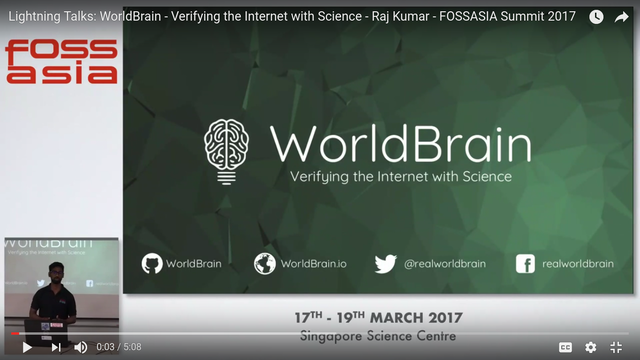 Lightning Talks: WorldBrain - Verifying the Internet with Science - Raj Kumar - FOSSASIA Summit 2017
FOSS
asia
WorldBrain
Verifying the Internet with Science
WorldBrain
WorldBrain.io
@realworldbrain
realworldbrain
WorldBrain
Verifying the Internet with Science
17TH - 19TH MARCH 2017
Singapore Science Centre
0:03 / 5:08
CC